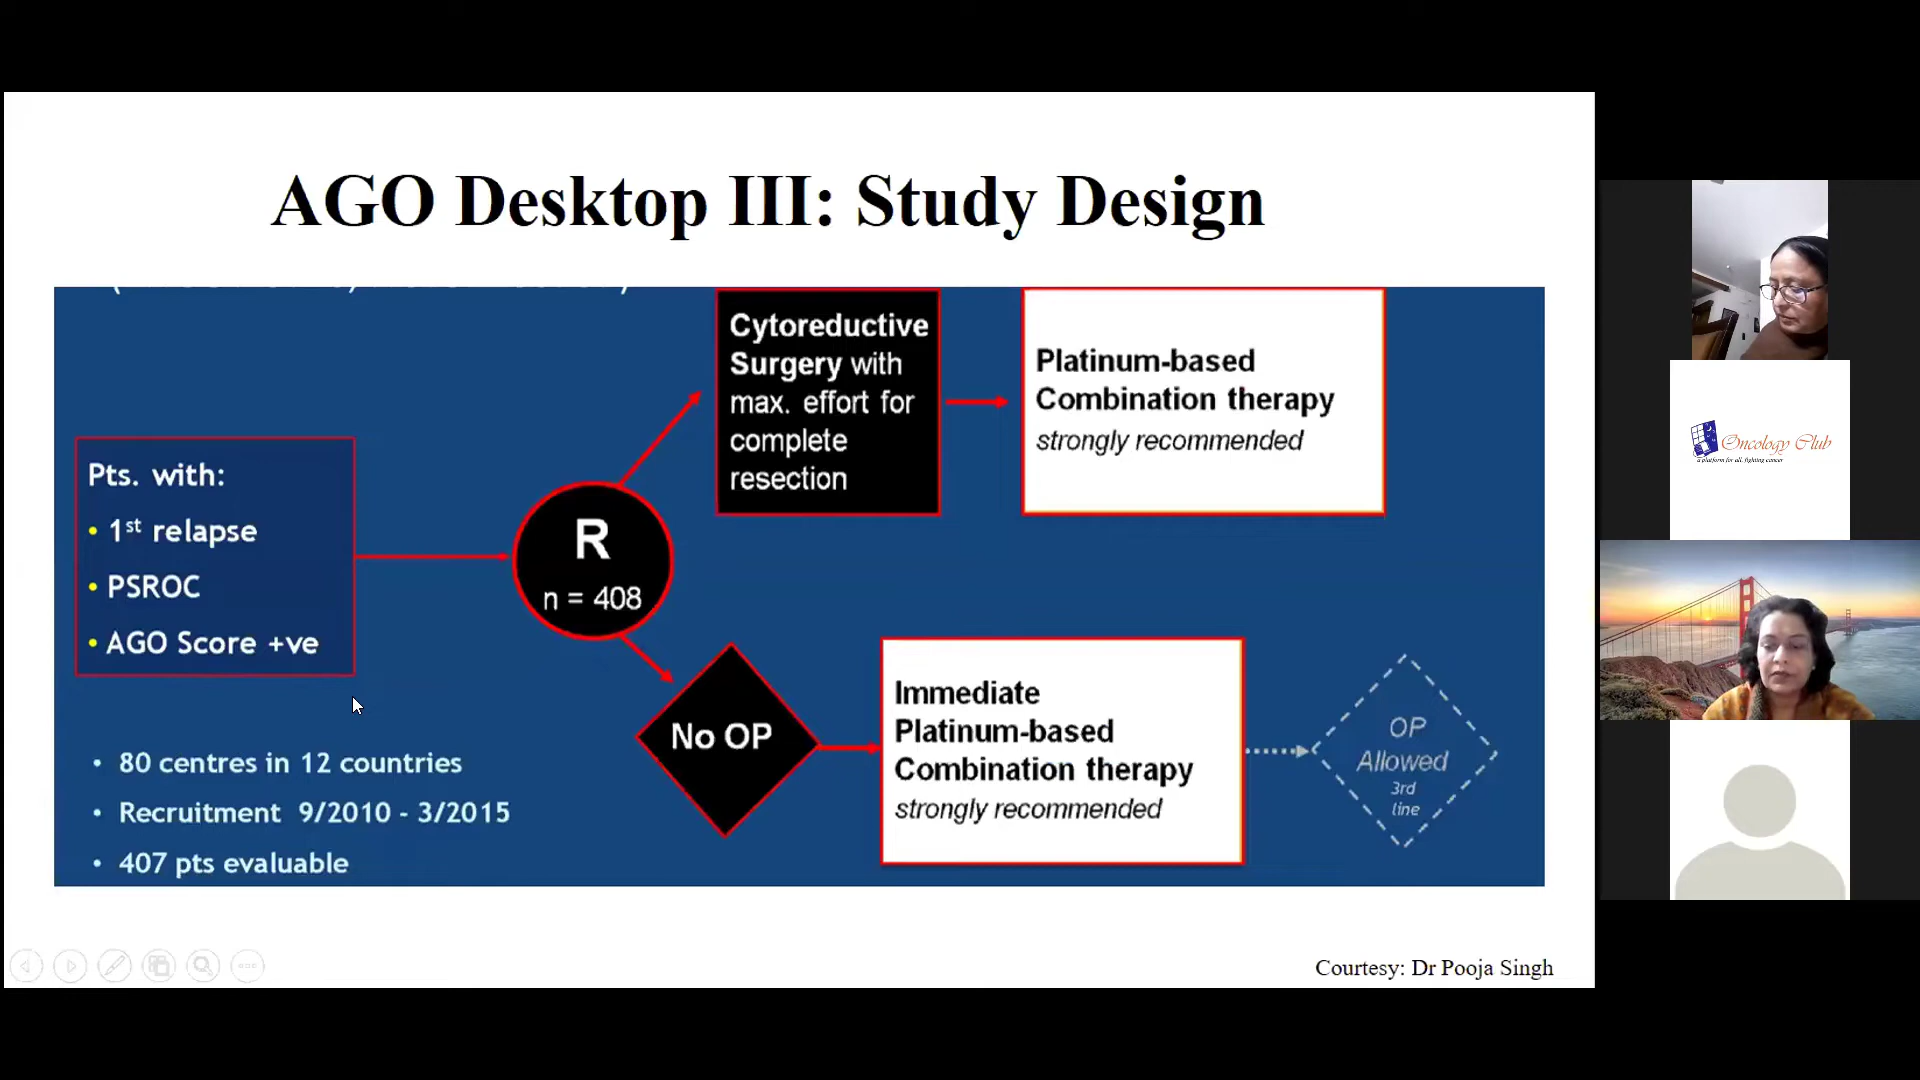 AGO Desktop III: Study Design
Cytoreductive
Surgery with
max. effort for
complete
resection
Platinum-based
Combination therapy
strongly recommended
Pts. with:
• 1st relapse
• PSROC
• AGO Score +ve
R
n = 408
No OP
Immediate
Platinum-based
Combination therapy
strongly recommended
OP
Allowed
3rd
line
• 80 centres in 12 countries
• Recruitment 9/2010 - 3/2015
• 407 pts evaluable
Courtesy: Dr Pooja Singh
Oncology Club
a platform for all, fighting cancer